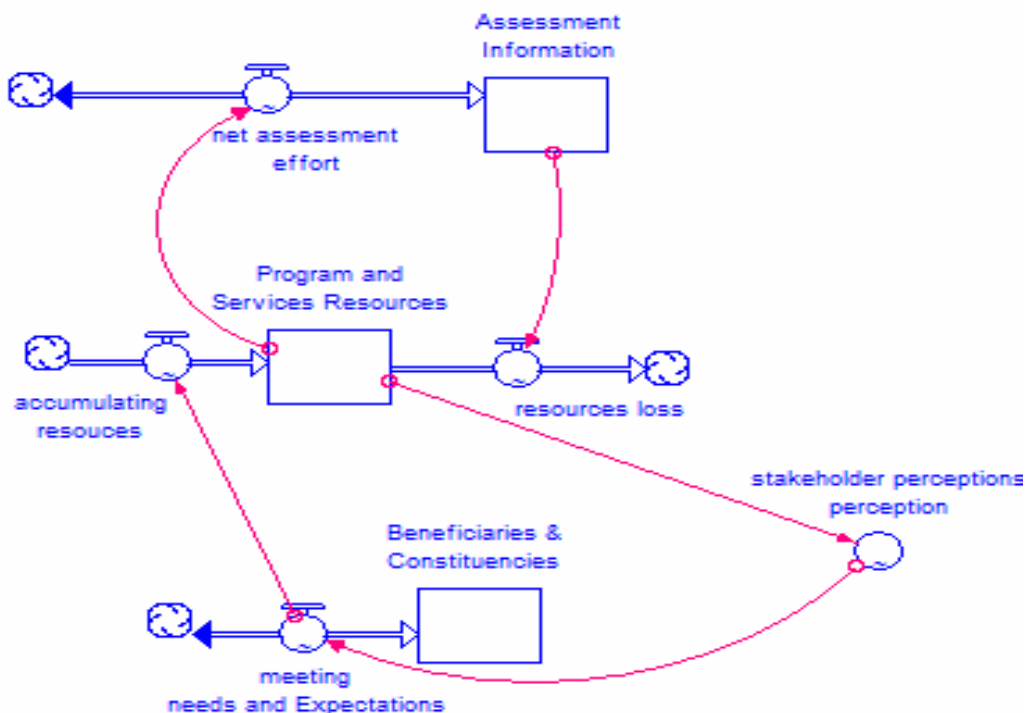 Assessment
Information
net assessment
effort
Program and
Services Resources
accumulating
resouces
resources loss
stakeholder perceptions
perception
Beneficiaries &
Constituencies
meeting
needs and Expectations